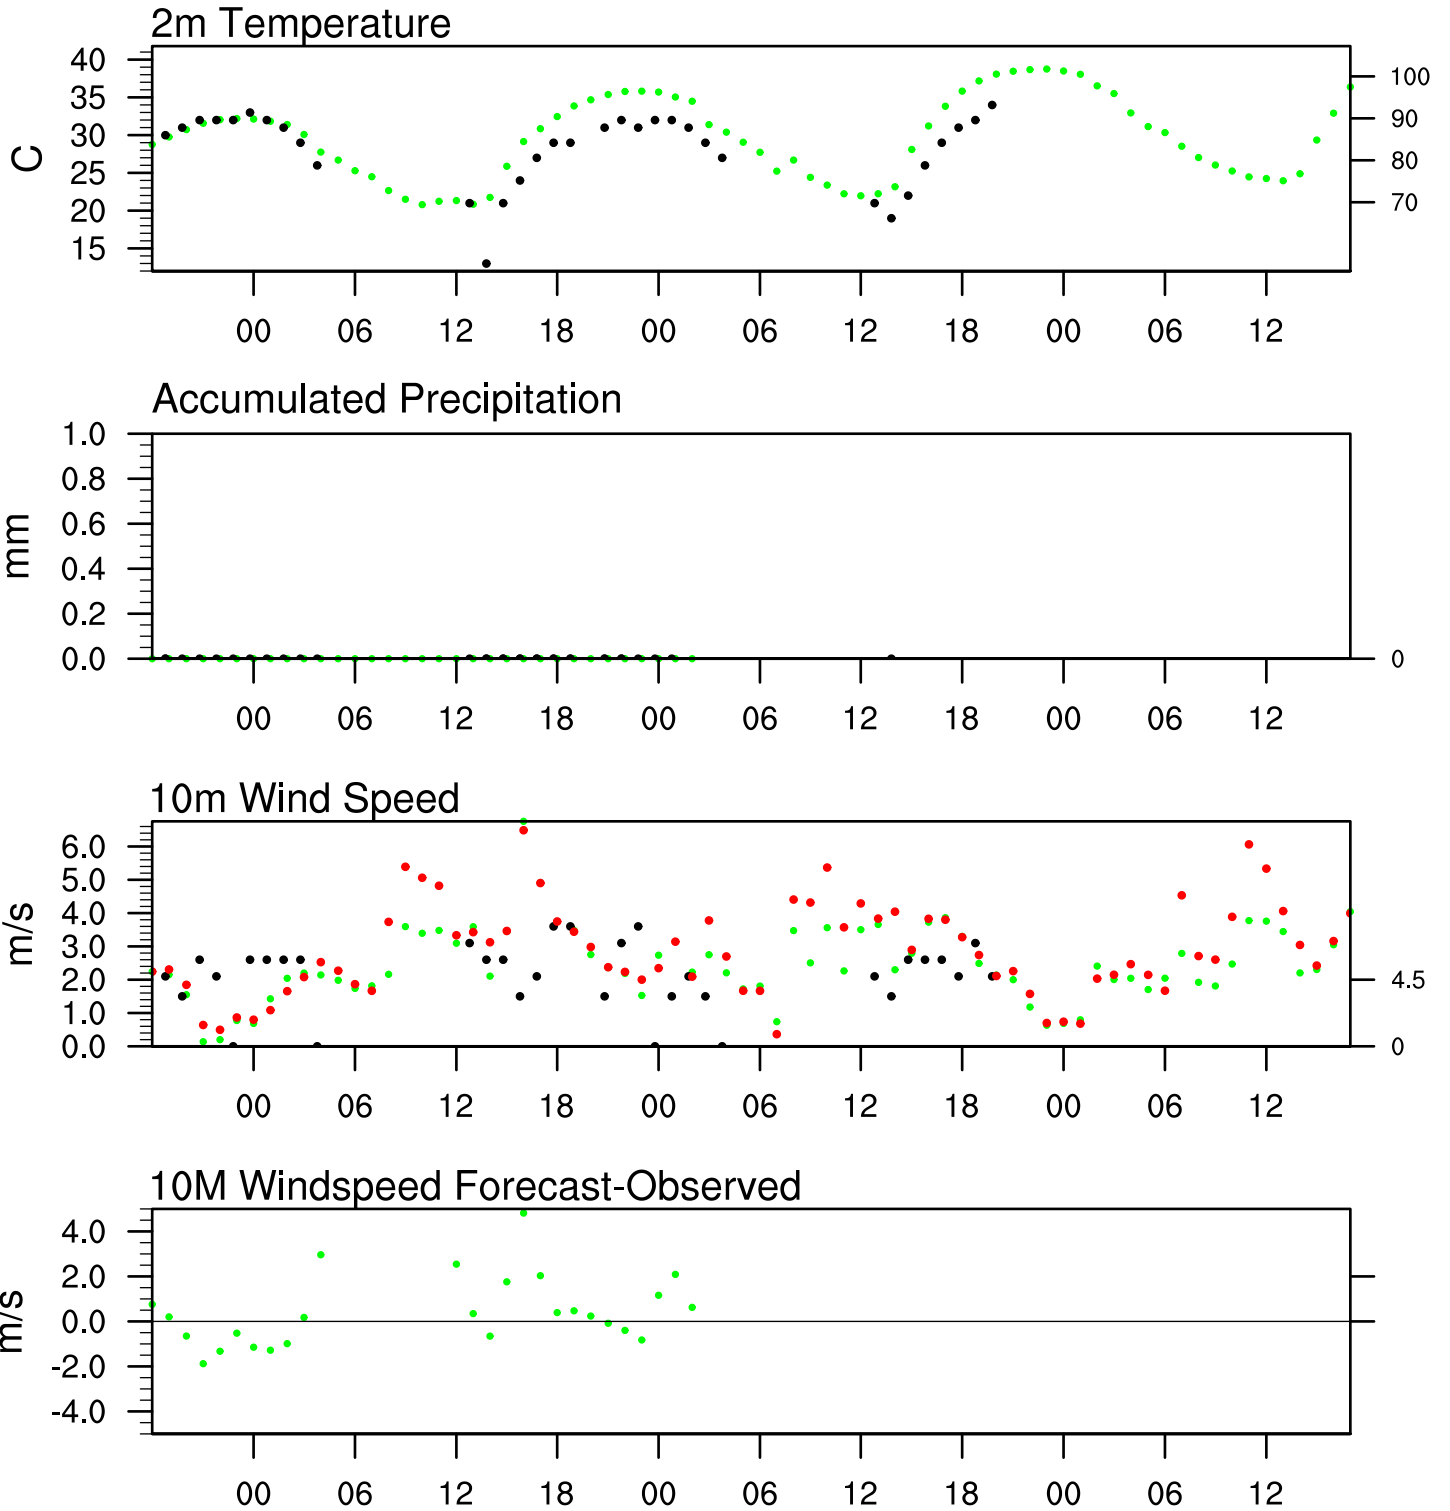 2m Temperature
40
35
30
25
20
15
C
100
90
80
70
00 06 12 18 00 06 12 18 00 06 12
Accumulated Precipitation
1.0
0.8
0.6
0.4
0.2
0.0
mm
0
00 06 12 18 00 06 12 18 00 06 12
10m Wind Speed
6.0
5.0
4.0
3.0
2.0
1.0
0.0
m/s
4.5
0
00 06 12 18 00 06 12 18 00 06 12
10M Windspeed Forecast-Observed
4.0
2.0
0.0
-2.0
-4.0
m/s
00 06 12 18 00 06 12 18 00 06 12